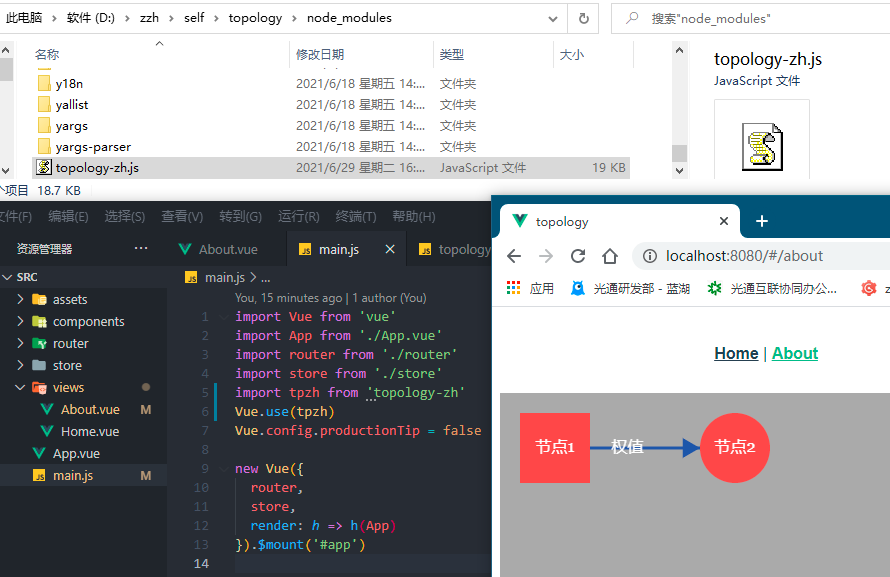 此电脑 > 软件 (D:) > zzh > self > topology > node_modules
搜索"node_modules"
名称 修改日期 类型 大小
y18n 2021/6/18 星期五 14:... 文件夹
yallist 2021/6/18 星期五 14:... 文件夹
yargs 2021/6/18 星期五 14:... 文件夹
yargs-parser 2021/6/18 星期五 14:... 文件夹
topology-zh.js 2021/6/29 星期二 16:... JavaScript 文件 19 KB
个项目 18.7 KB
topology-zh.js
JavaScript 文件
文件(F) 编辑(E) 选择(S) 查看(V) 转到(G) 运行(R) 终端(T) 帮助(H)
资源管理器 ...
SRC
assets
components
router
store
views
About.vue M
Home.vue
App.vue
main.js M
About.vue main.js topology
main.js > ...
You, 15 minutes ago | 1 author (You)
1 import Vue from 'vue'
2 import App from './App.vue'
3 import router from './router'
4 import store from './store'
5 import tpzh from 'topology-zh'
6 Vue.use(tpzh)
7 Vue.config.productionTip = false
8
9 new Vue({
10 router,
11 store,
12 render: h => h(App)
13 }).$mount('#app')
14
topology
localhost:8080/#/about
应用 光通研发部 - 蓝湖 光通互联协同办公... z
Home | About
节点1 权值 节点2